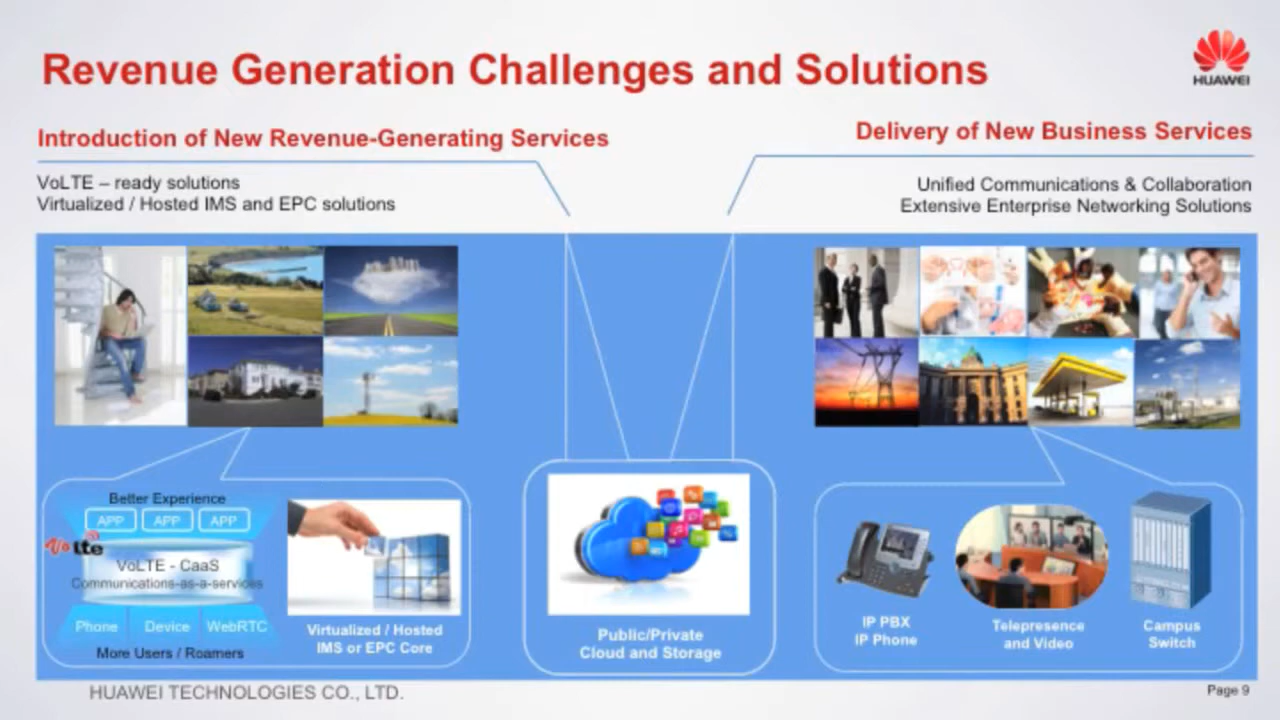 Revenue Generation Challenges and Solutions
HUAWEI
Introduction of New Revenue-Generating Services
VoLTE – ready solutions
Virtualized / Hosted IMS and EPC solutions
Delivery of New Business Services
Unified Communications & Collaboration
Extensive Enterprise Networking Solutions
Better Experience
APP APP APP
VoLTE
VoLTE - CaaS
Communications-as-a-services
Phone Device WebRTC
More Users / Roamers
Virtualized / Hosted
IMS or EPC Core
Public/Private
Cloud and Storage
IP PBX
IP Phone
Telepresence
and Video
Campus
Switch
HUAWEI TECHNOLOGIES CO., LTD.
Page 9